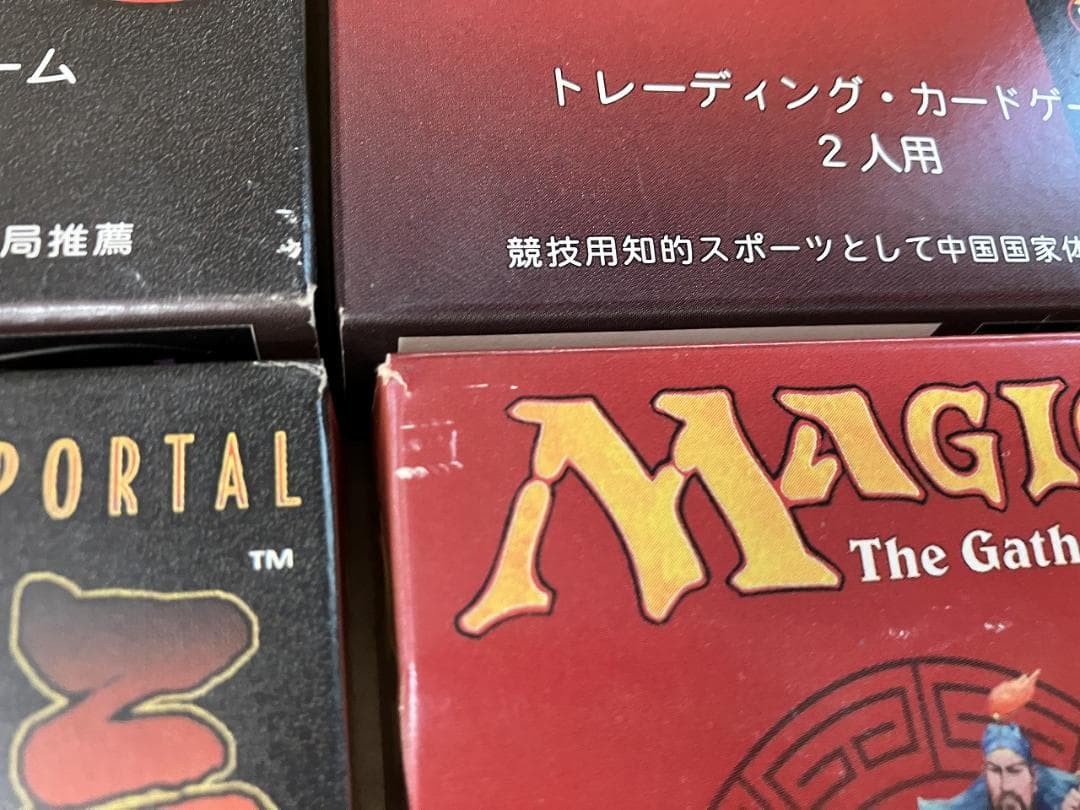 ーム
局推薦
トレーディング・カードゲー
2人用
競技用知的スポーツとして中国国家体
PORTAL
TM
MAGIC
The Gath